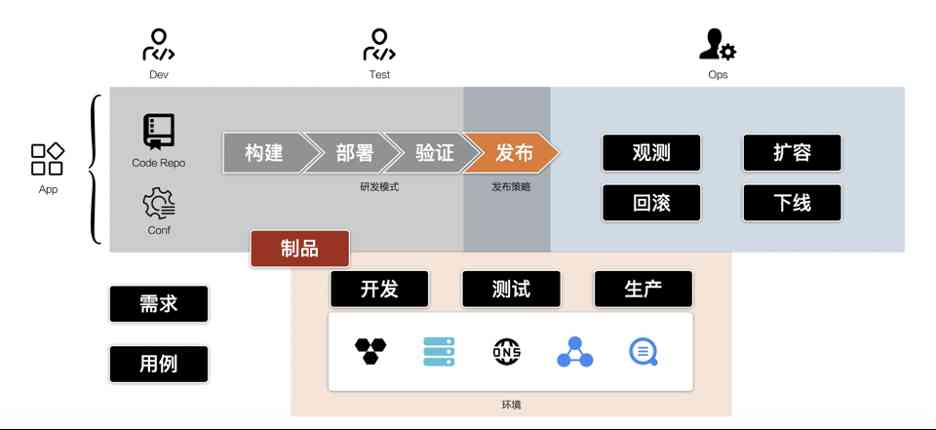 Dev
Test
Ops
App
Code Repo
Conf
构建
部署
验证
发布
研发模式
发布策略
观测
扩容
回滚
下线
制品
需求
用例
开发
测试
生产
DNS
环境